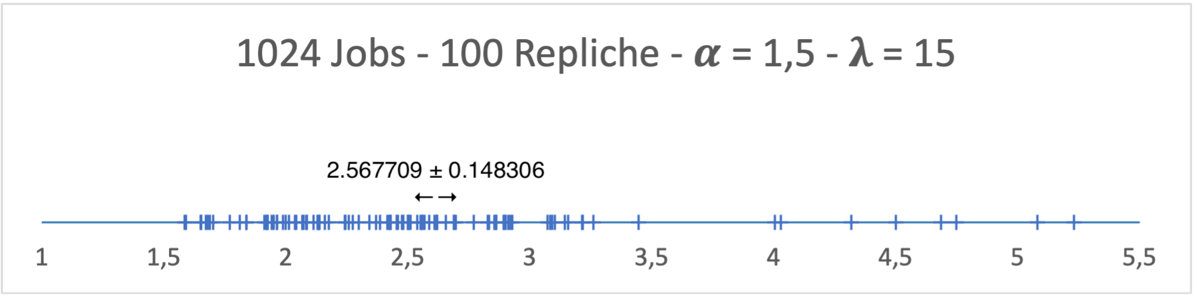 1024 Jobs - 100 Repliche - α = 1,5 - λ = 15
2.567709 ± 0.148306
1 1,5 2 2,5 3 3,5 4 4,5 5 5,5